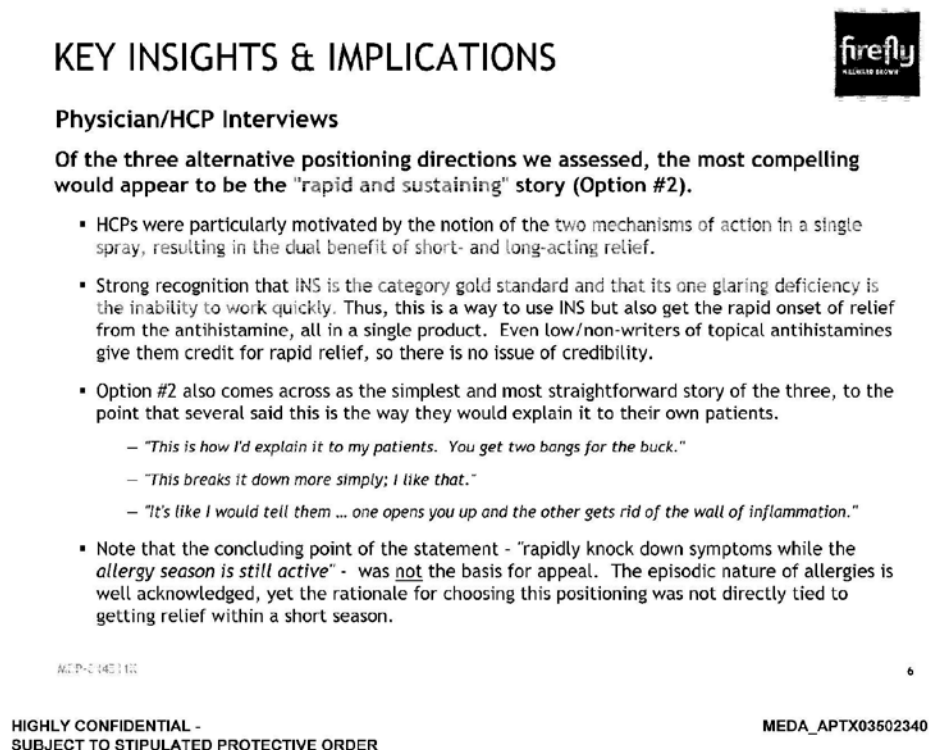 KEY INSIGHTS & IMPLICATIONS
firefly
MILLWARD BROWN
Physician/HCP Interviews
Of the three alternative positioning directions we assessed, the most compelling
would appear to be the "rapid and sustaining" story (Option #2).
▪ HCPs were particularly motivated by the notion of the two mechanisms of action in a single
spray, resulting in the dual benefit of short- and long-acting relief.
▪ Strong recognition that INS is the category gold standard and that its one glaring deficiency is
the inability to work quickly. Thus, this is a way to use INS but also get the rapid onset of relief
from the antihistamine, all in a single product. Even low/non-writers of topical antihistamines
give them credit for rapid relief, so there is no issue of credibility.
▪ Option #2 also comes across as the simplest and most straightforward story of the three, to the
point that several said this is the way they would explain it to their own patients.
– "This is how I'd explain it to my patients. You get two bangs for the buck."
– "This breaks it down more simply; I like that."
– "It's like I would tell them ... one opens you up and the other gets rid of the wall of inflammation."
▪ Note that the concluding point of the statement - "rapidly knock down symptoms while the
allergy season is still active" - was not the basis for appeal. The episodic nature of allergies is
well acknowledged, yet the rationale for choosing this positioning was not directly tied to
getting relief within a short season.
6
HIGHLY CONFIDENTIAL -
SUBJECT TO STIPULATED PROTECTIVE ORDER
MEDA_APTX03502340